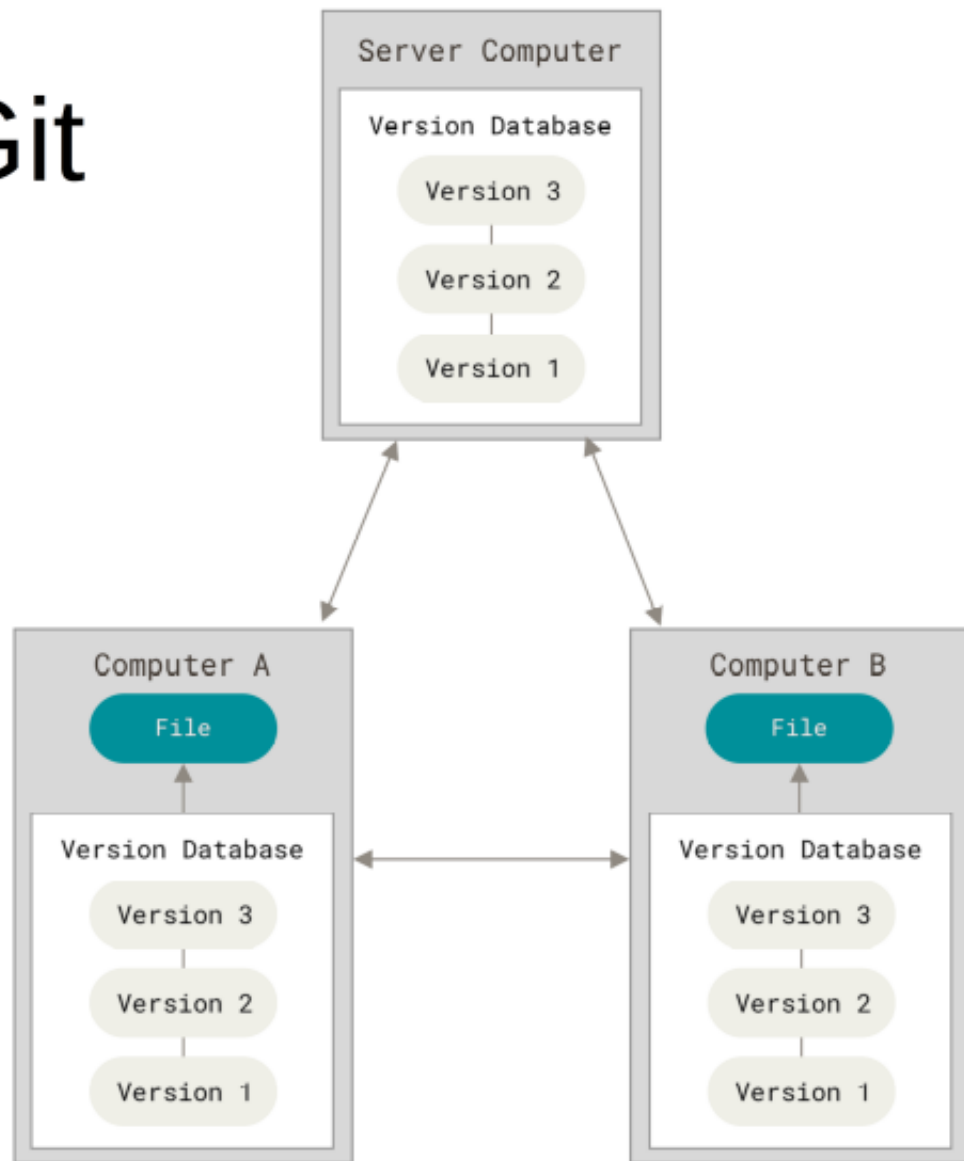 Git
Server Computer
Version Database
Version 3
Version 2
Version 1
Computer A
File
Version Database
Version 3
Version 2
Version 1
Computer B
File
Version Database
Version 3
Version 2
Version 1